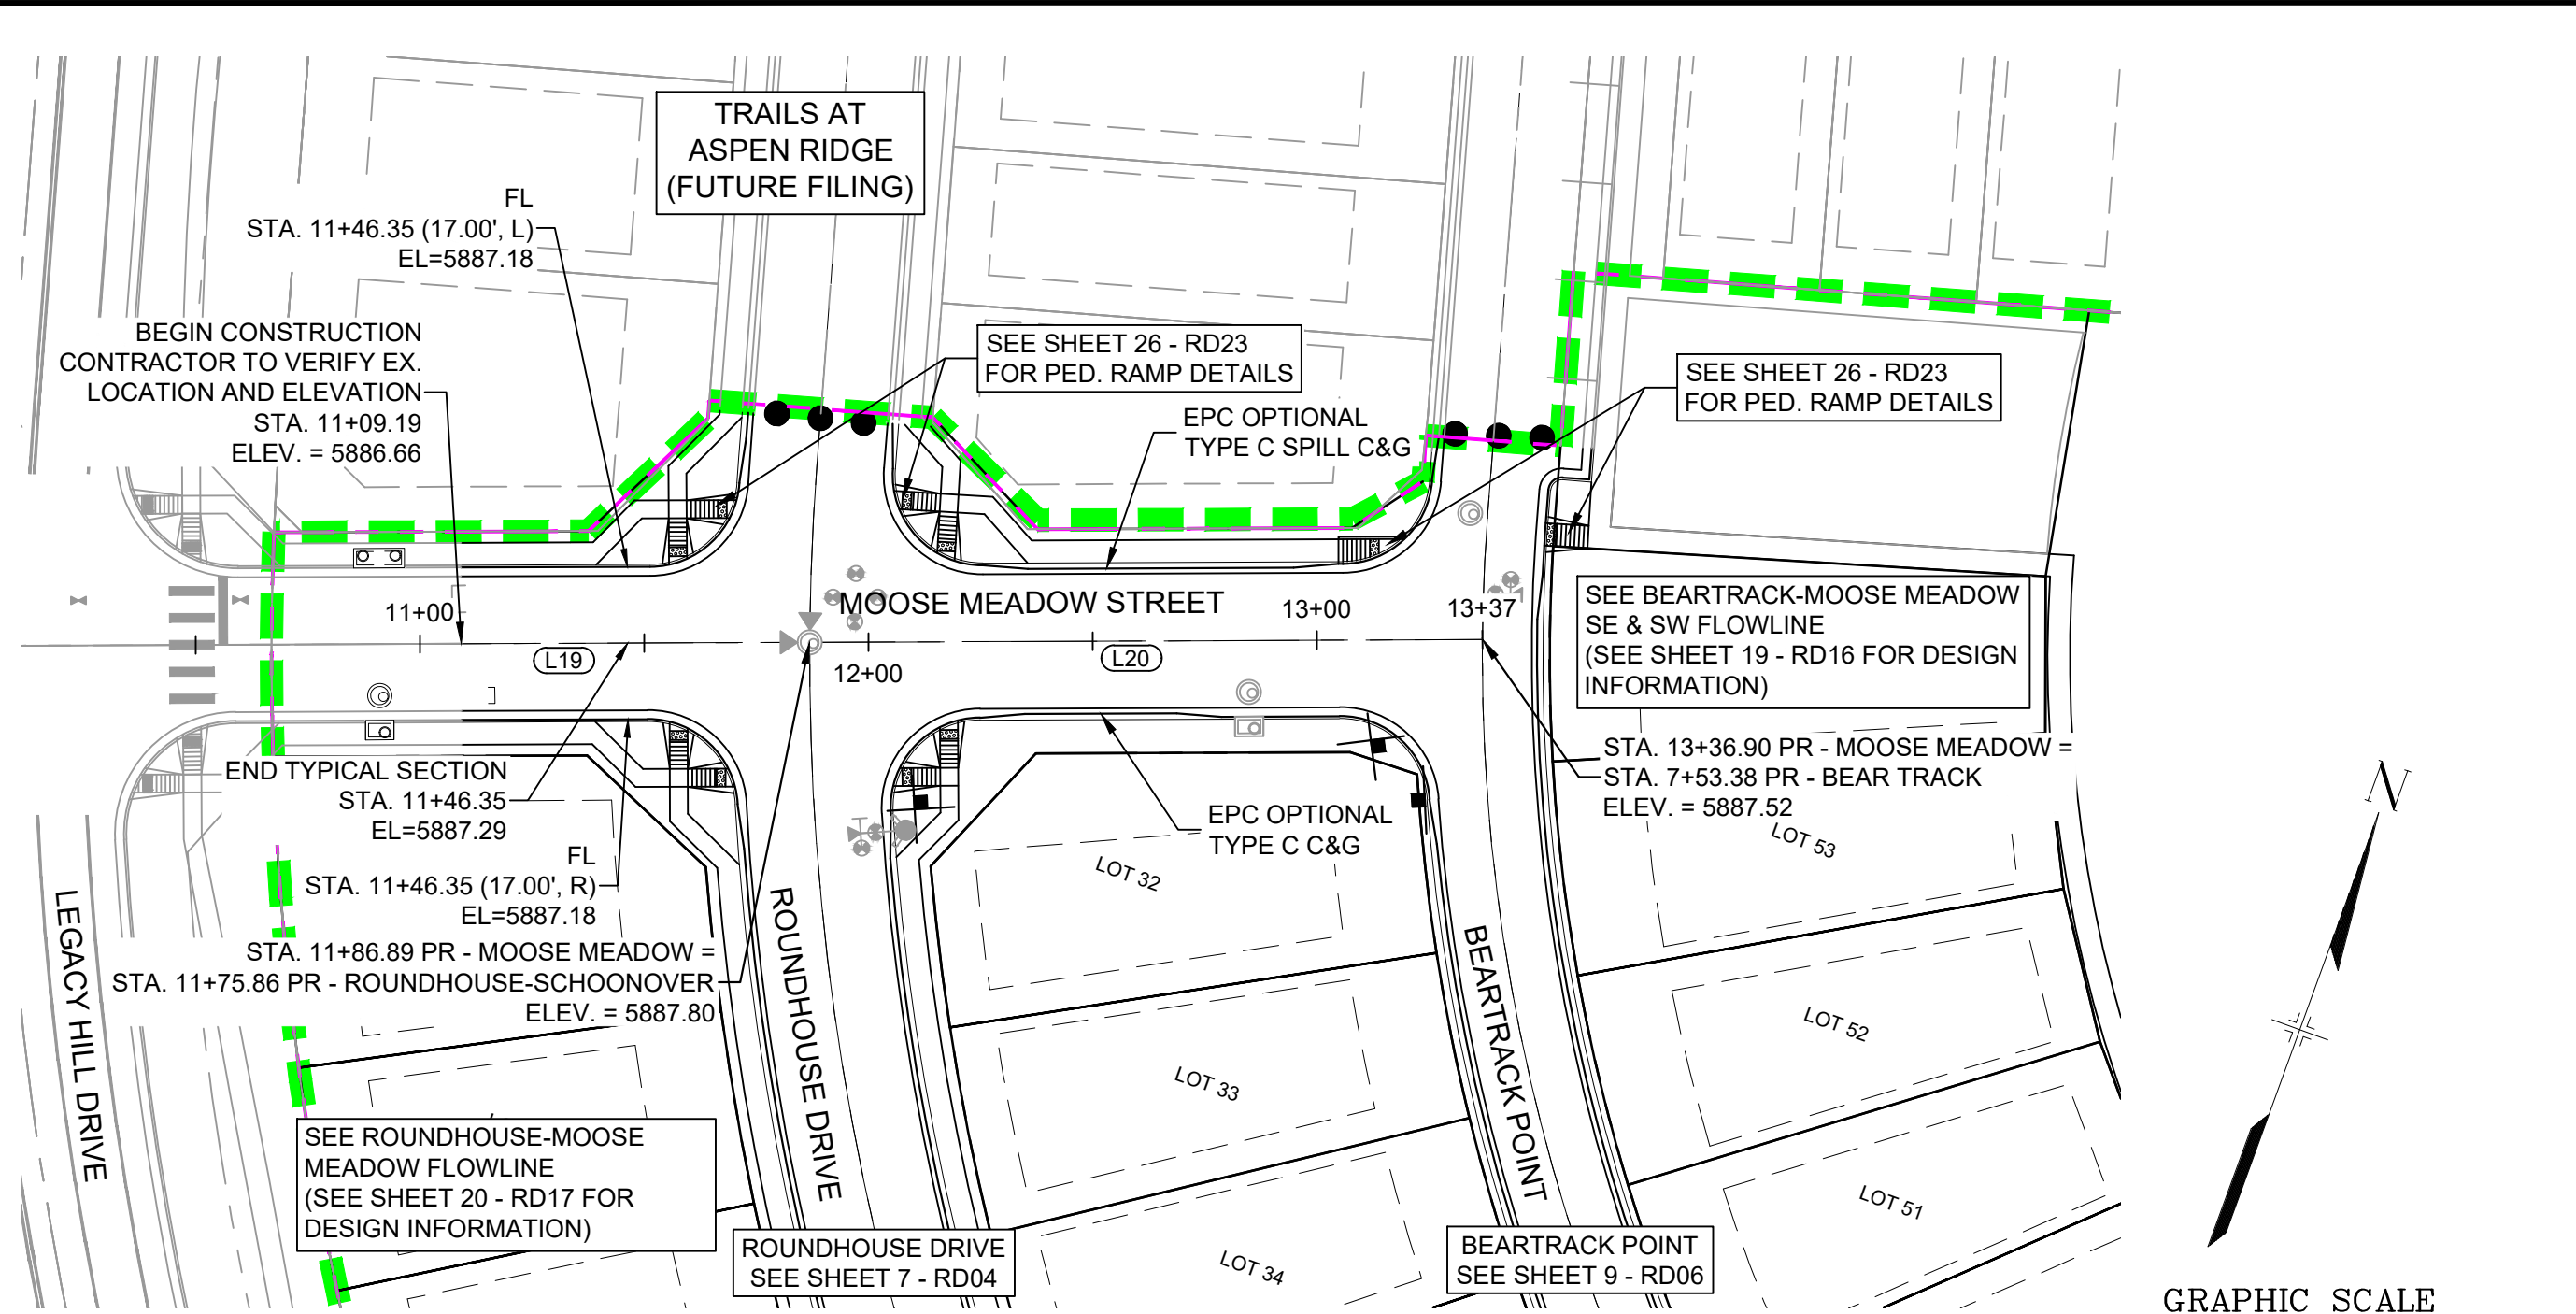 TRAILS AT
ASPEN RIDGE
(FUTURE FILING)
FL
STA. 11+46.35 (17.00', L)
EL=5887.18
BEGIN CONSTRUCTION
CONTRACTOR TO VERIFY EX.
LOCATION AND ELEVATION
STA. 11+09.19
ELEV. = 5886.66
SEE SHEET 26 - RD23
FOR PED. RAMP DETAILS
SEE SHEET 26 - RD23
FOR PED. RAMP DETAILS
EPC OPTIONAL
TYPE C SPILL C&G
11+00
MOOSE MEADOW STREET
13+00
13+37
L19
12+00
L20
SEE BEARTRACK-MOOSE MEADOW
SE & SW FLOWLINE
(SEE SHEET 19 - RD16 FOR DESIGN
INFORMATION)
STA. 13+36.90 PR - MOOSE MEADOW =
STA. 7+53.38 PR - BEAR TRACK
ELEV. = 5887.52
END TYPICAL SECTION
STA. 11+46.35
EL=5887.29
FL
STA. 11+46.35 (17.00', R)
EL=5887.18
STA. 11+86.89 PR - MOOSE MEADOW =
STA. 11+75.86 PR - ROUNDHOUSE-SCHOONOVER
ELEV. = 5887.80
EPC OPTIONAL
TYPE C C&G
LOT 32
LOT 53
LOT 33
LOT 52
LOT 34
LOT 51
LEGACY HILL DRIVE
ROUNDHOUSE DRIVE
BEARTRACK POINT
SEE ROUNDHOUSE-MOOSE
MEADOW FLOWLINE
(SEE SHEET 20 - RD17 FOR
DESIGN INFORMATION)
ROUNDHOUSE DRIVE
SEE SHEET 7 - RD04
BEARTRACK POINT
SEE SHEET 9 - RD06
N
GRAPHIC SCALE